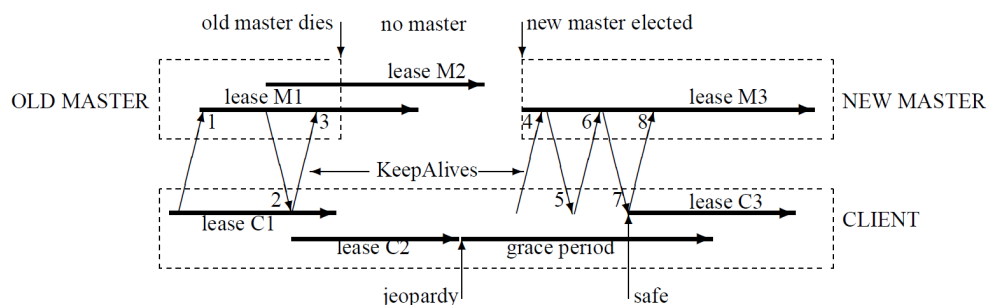 old master dies
no master
new master elected
lease M2
OLD MASTER
lease M1
lease M3
NEW MASTER
1
3
4
6
8
KeepAlives
2
5
7
lease C3
lease C1
CLIENT
lease C2
grace period
jeopardy
safe